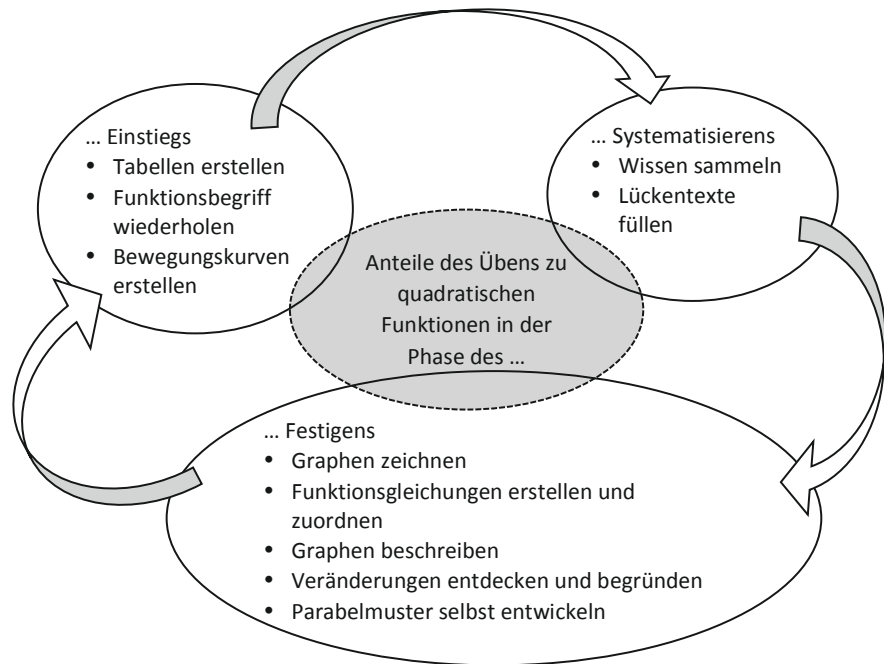 … Einstiegs
• Tabellen erstellen
• Funktionsbegriff
wiederholen
• Bewegungskurven
erstellen
… Systematisierens
• Wissen sammeln
• Lückentexte
füllen
Anteile des Übens zu
quadratischen
Funktionen in der
Phase des …
… Festigens
• Graphen zeichnen
• Funktionsgleichungen erstellen und
zuordnen
• Graphen beschreiben
• Veränderungen entdecken und begründen
• Parabelmuster selbst entwickeln